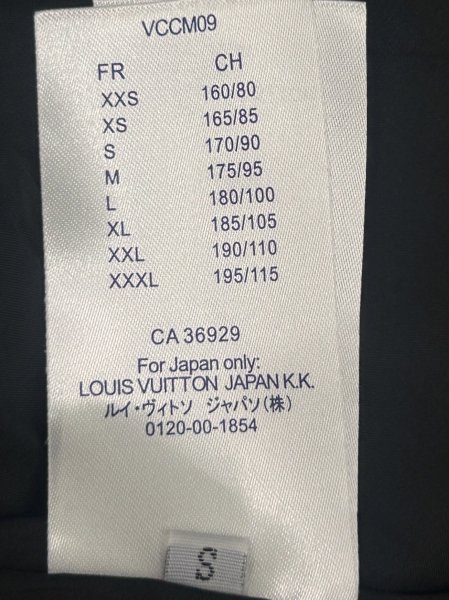 VCCM09
FR CH
XXS 160/80
XS 165/85
S 170/90
M 175/95
L 180/100
XL 185/105
XXL 190/110
XXXL 195/115
CA 36929
For Japan only:
LOUIS VUITTON JAPAN K.K.
ルイ・ヴィトソ ジャパソ(株)
0120-00-1854
S